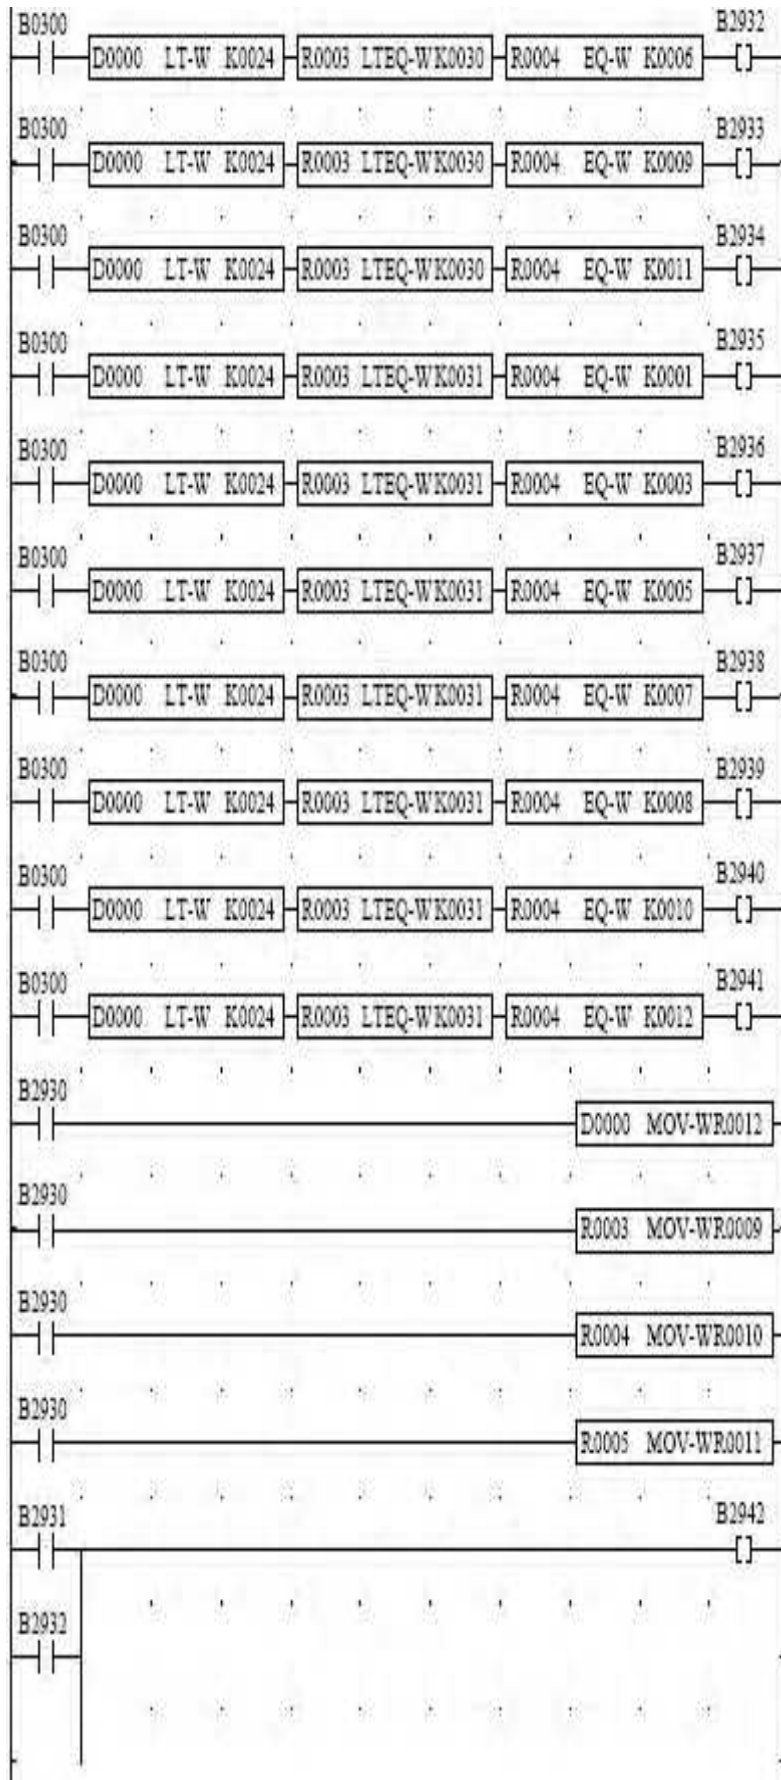 B0300 B2932
D0000 LT-W K0024 R0003 LTEQ-WK0030 R0004 EQ-W K0006
B0300 B2933
D0000 LT-W K0024 R0003 LTEQ-WK0030 R0004 EQ-W K0009
B0300 B2934
D0000 LT-W K0024 R0003 LTEQ-WK0030 R0004 EQ-W K0011
B0300 B2935
D0000 LT-W K0024 R0003 LTEQ-WK0031 R0004 EQ-W K0001
B0300 B2936
D0000 LT-W K0024 R0003 LTEQ-WK0031 R0004 EQ-W K0003
B0300 B2937
D0000 LT-W K0024 R0003 LTEQ-WK0031 R0004 EQ-W K0005
B0300 B2938
D0000 LT-W K0024 R0003 LTEQ-WK0031 R0004 EQ-W K0007
B0300 B2939
D0000 LT-W K0024 R0003 LTEQ-WK0031 R0004 EQ-W K0008
B0300 B2940
D0000 LT-W K0024 R0003 LTEQ-WK0031 R0004 EQ-W K0010
B0300 B2941
D0000 LT-W K0024 R0003 LTEQ-WK0031 R0004 EQ-W K0012
B2930
D0000 MOV-WR0012
B2930
R0003 MOV-WR0009
B2930
R0004 MOV-WR0010
B2930
R0005 MOV-WR0011
B2931 B2942
B2932